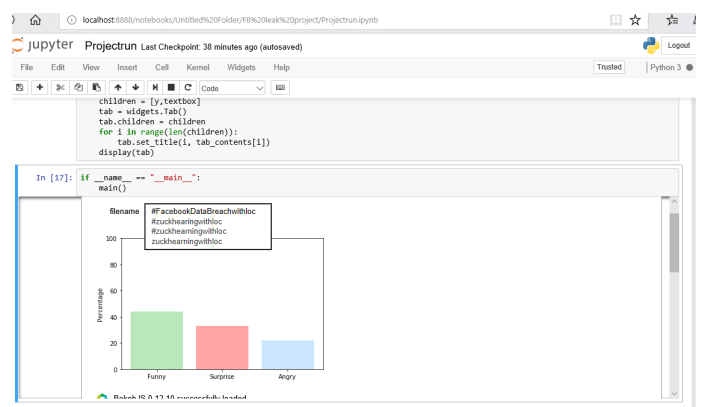 localhost:8888/notebooks/Untitled%20Folder/FB%20leak%20project/Projectrun.ipynb
jupyter Projectrun Last Checkpoint: 38 minutes ago (autosaved)
Logout
File Edit View Insert Cell Kernel Widgets Help
Trusted Python 3
Code
children = [y,textbox]
tab = widgets.Tab()
tab.children = children
for i in range(len(children)):
tab.set_title(i, tab_contents[i])
display(tab)
In [17]: if __name__ == "__main__":
main()
filename #FacebookDataBreachwithloc
#zuckhearingwithloc
#zuckhearningwithloc
zuckhearningwithloc
100
80
60
40
20
0
Percentage
Funny Surprise Angry
BokehJS 0.12.10 successfully loaded